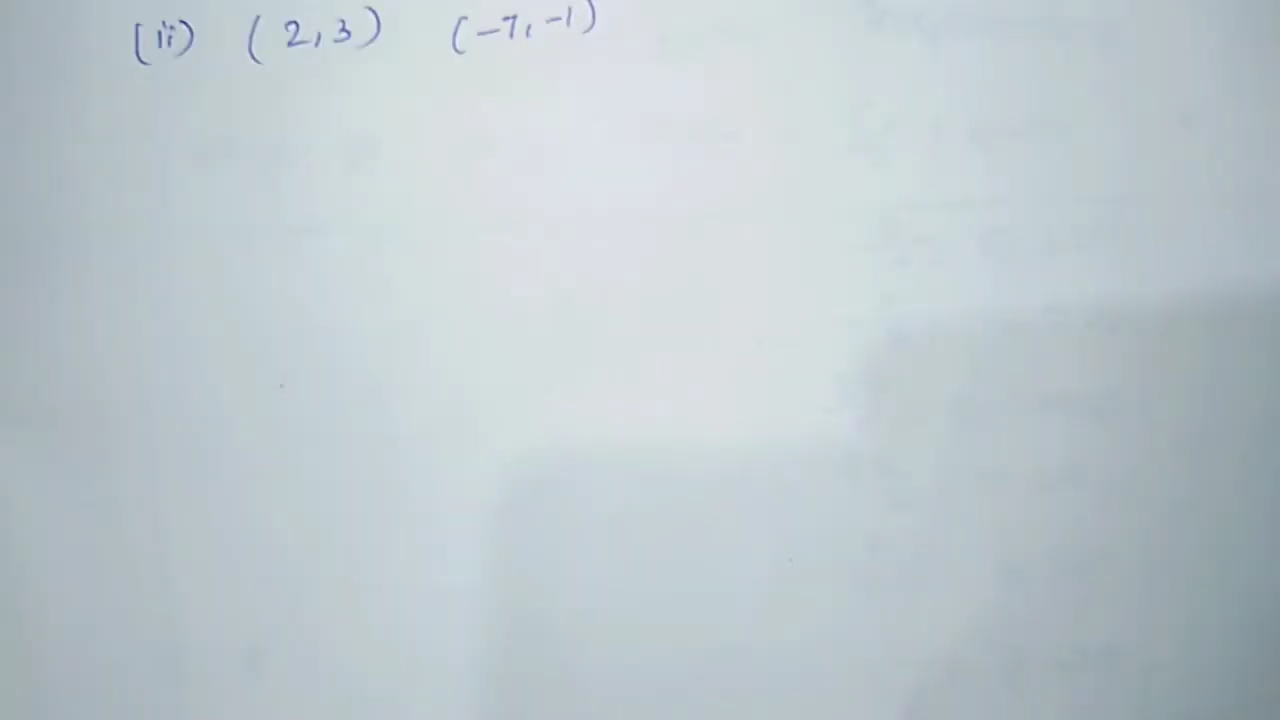 (ii) (2,3) (-7,-1)